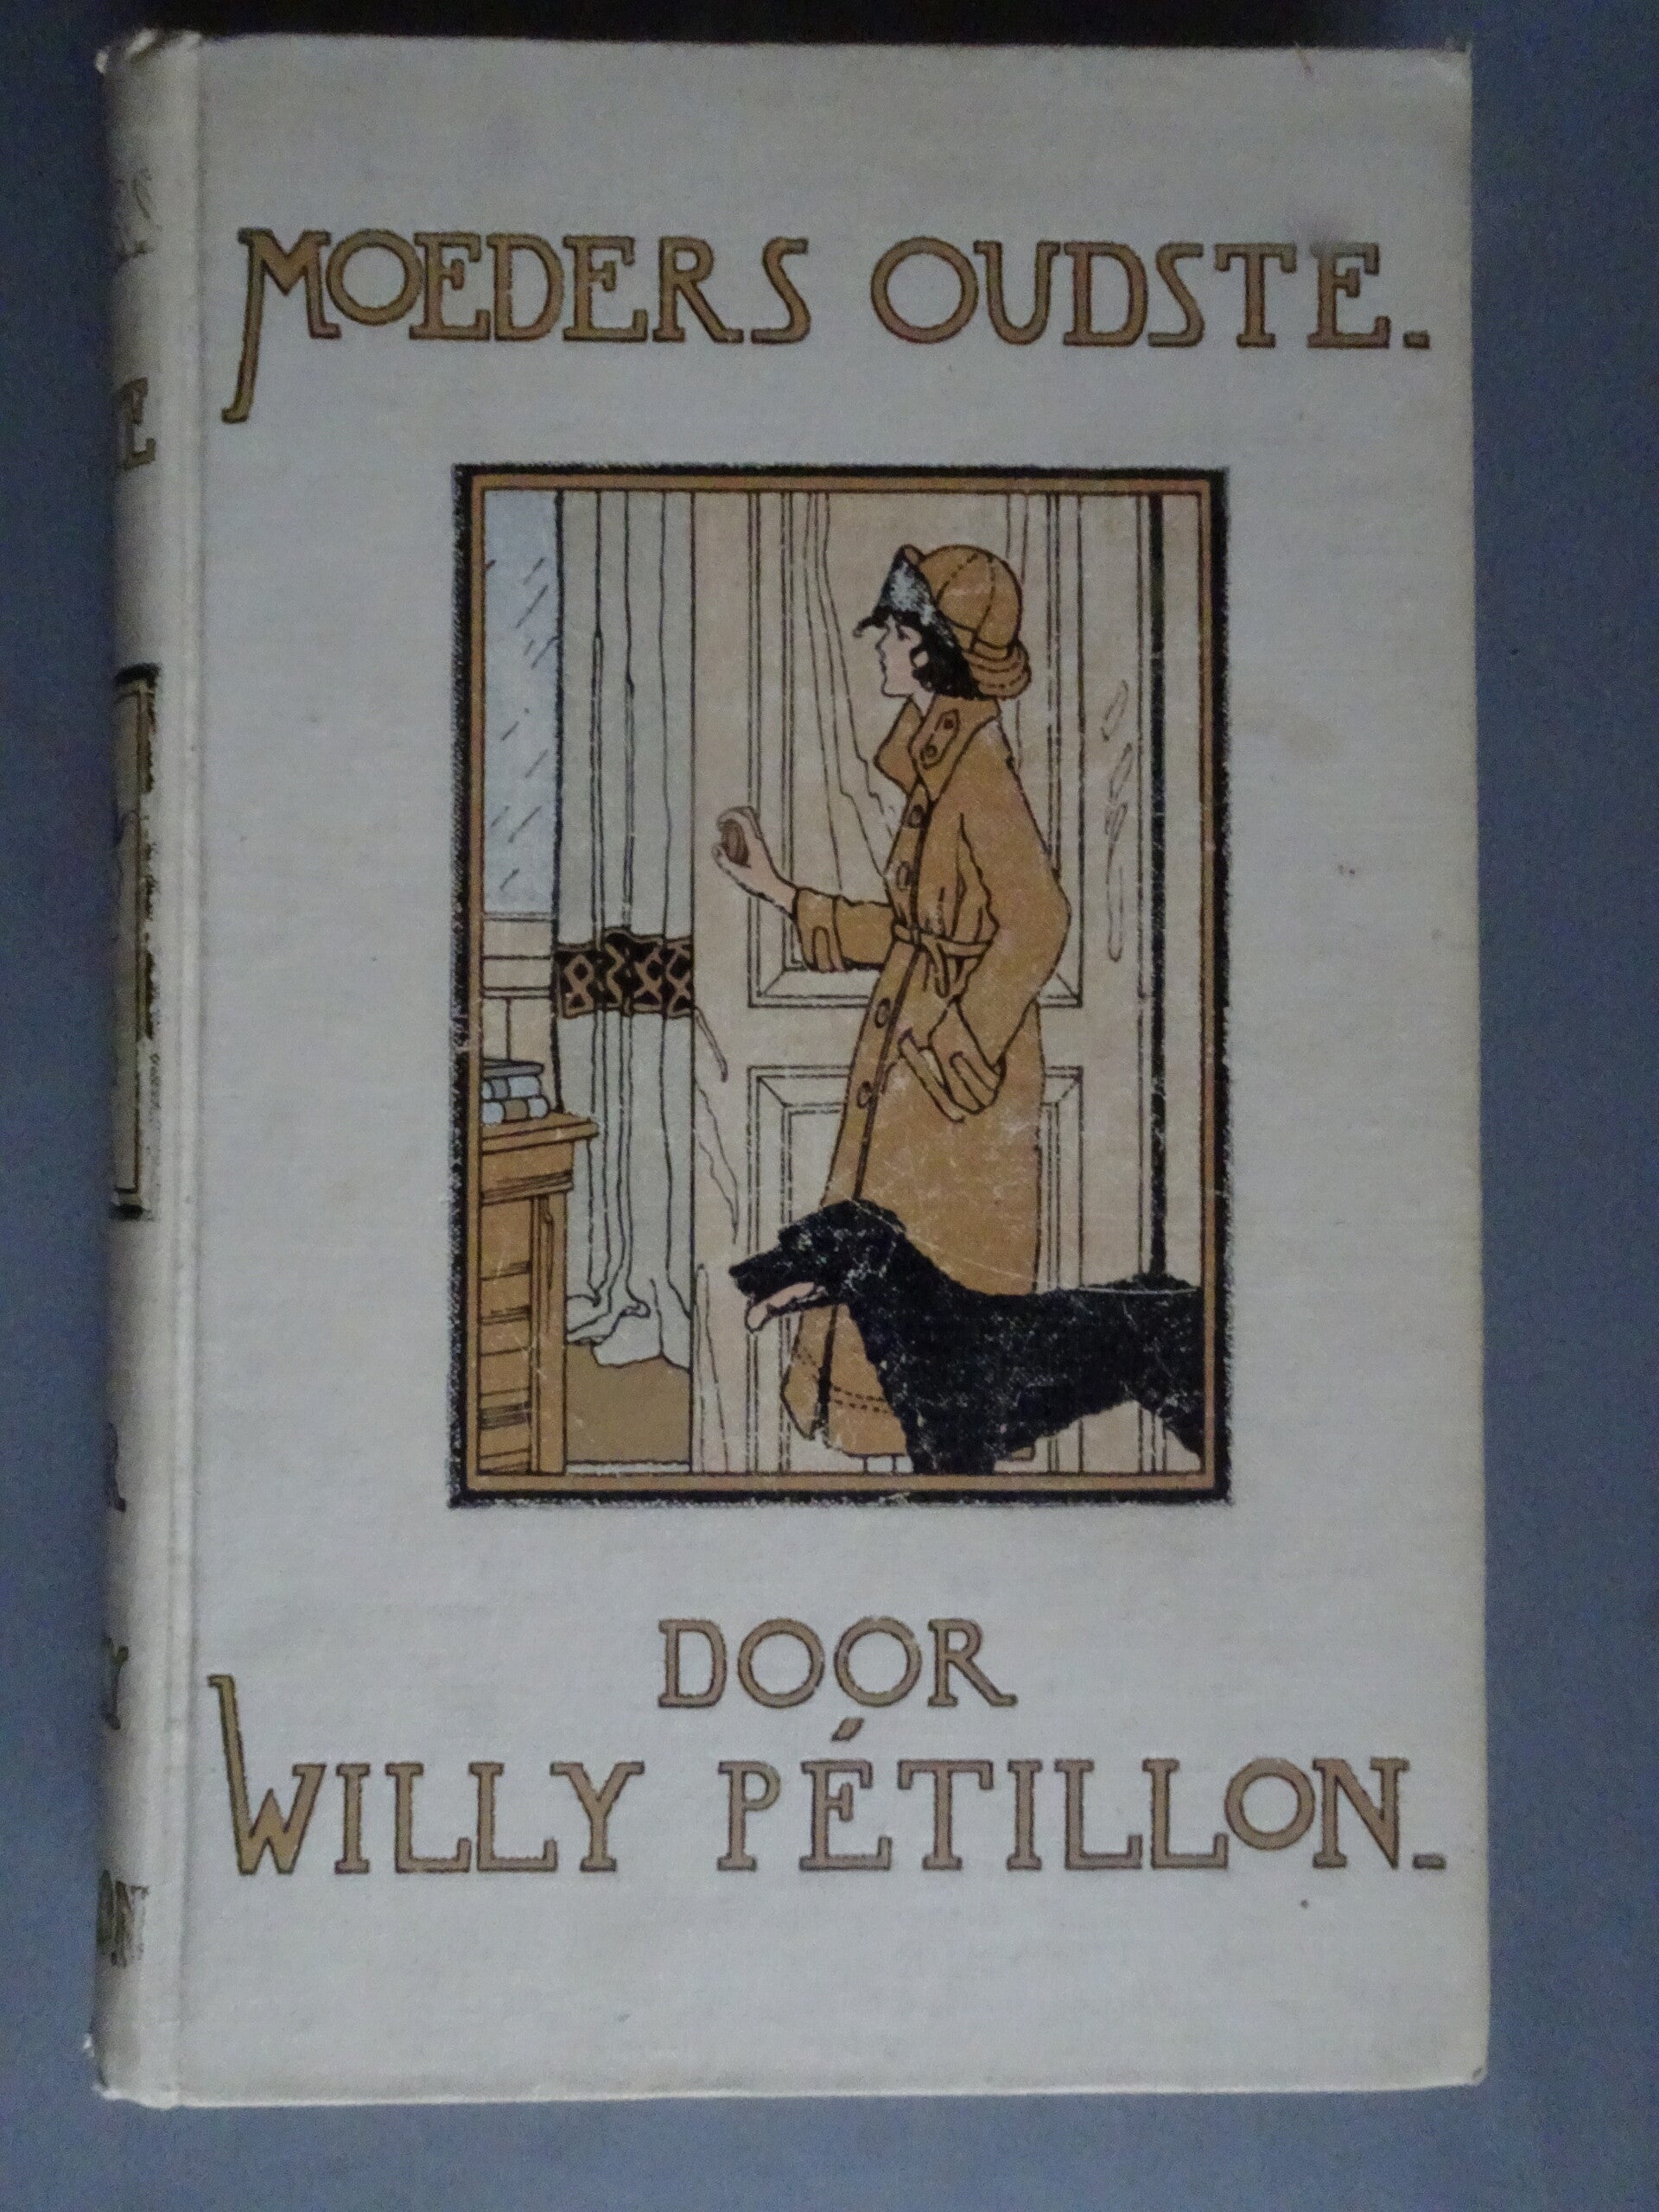 MOEDERS OUDSTE.
DOOR
WILLY PÉTILLON.